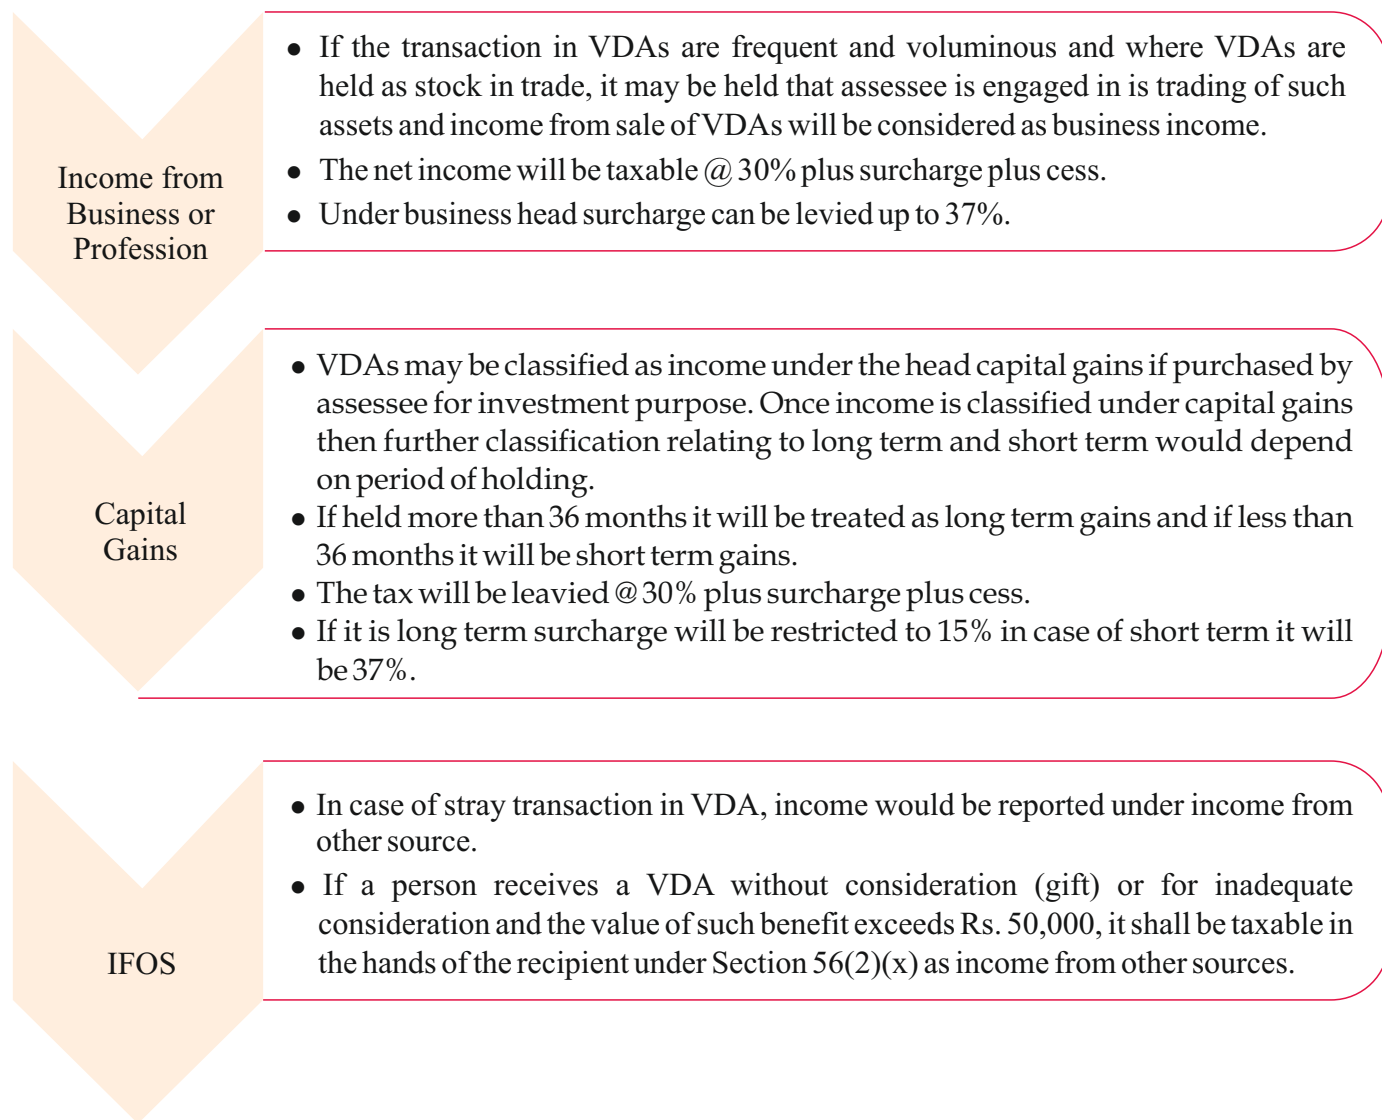 Income from
Business or
Profession
● If the transaction in VDAs are frequent and voluminous and where VDAs are
held as stock in trade, it may be held that assessee is engaged in is trading of such
assets and income from sale of VDAs will be considered as business income.
● The net income will be taxable @ 30% plus surcharge plus cess.
● Under business head surcharge can be levied up to 37%.
Capital
Gains
● VDAs may be classified as income under the head capital gains if purchased by
assessee for investment purpose. Once income is classified under capital gains
then further classification relating to long term and short term would depend
on period of holding.
● If held more than 36 months it will be treated as long term gains and if less than
36 months it will be short term gains.
● The tax will be leavied @ 30% plus surcharge plus cess.
● If it is long term surcharge will be restricted to 15% in case of short term it will
be 37%.
IFOS
● In case of stray transaction in VDA, income would be reported under income from
other source.
● If a person receives a VDA without consideration (gift) or for inadequate
consideration and the value of such benefit exceeds Rs. 50,000, it shall be taxable in
the hands of the recipient under Section 56(2)(x) as income from other sources.